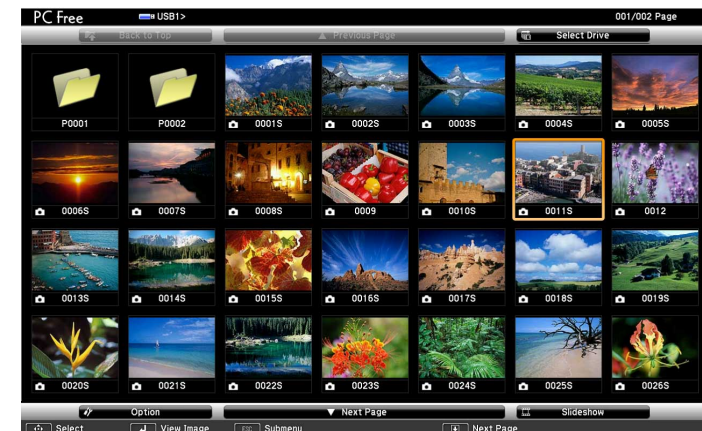 PC Free USB1> 001/002 Page
Back to Top Previous Page Select Drive
P0001 P0002 0001S 0002S 0003S 0004S 0005S
0006S 0007S 0008S 0009 0010S 0011S 0012
0013S 0014S 0015S 0016S 0017S 0018S 0019S
0020S 0021S 0022S 0023S 0024S 0025S 0026S
Option Next Page Slideshow
Select View Image ESC Submenu Next Page